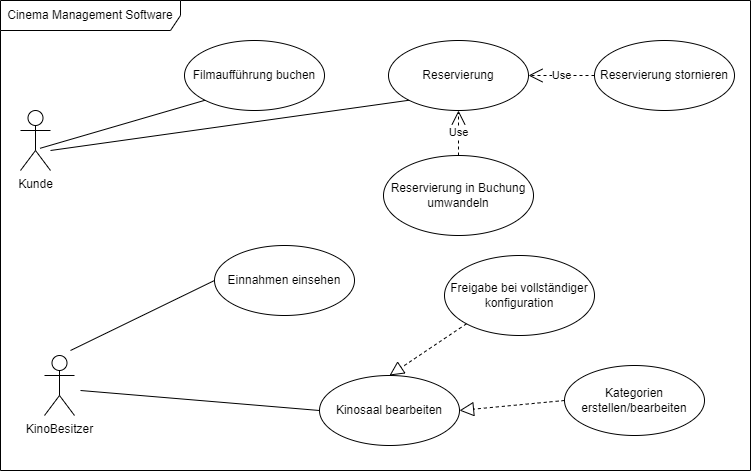 Cinema Management Software
Filmaufführung buchen
Reservierung
Use
Reservierung stornieren
Use
Kunde
Reservierung in Buchung
umwandeln
Einnahmen einsehen
Freigabe bei vollständiger
konfiguration
Kinosaal bearbeiten
Kategorien
erstellen/bearbeiten
KinoBesitzer